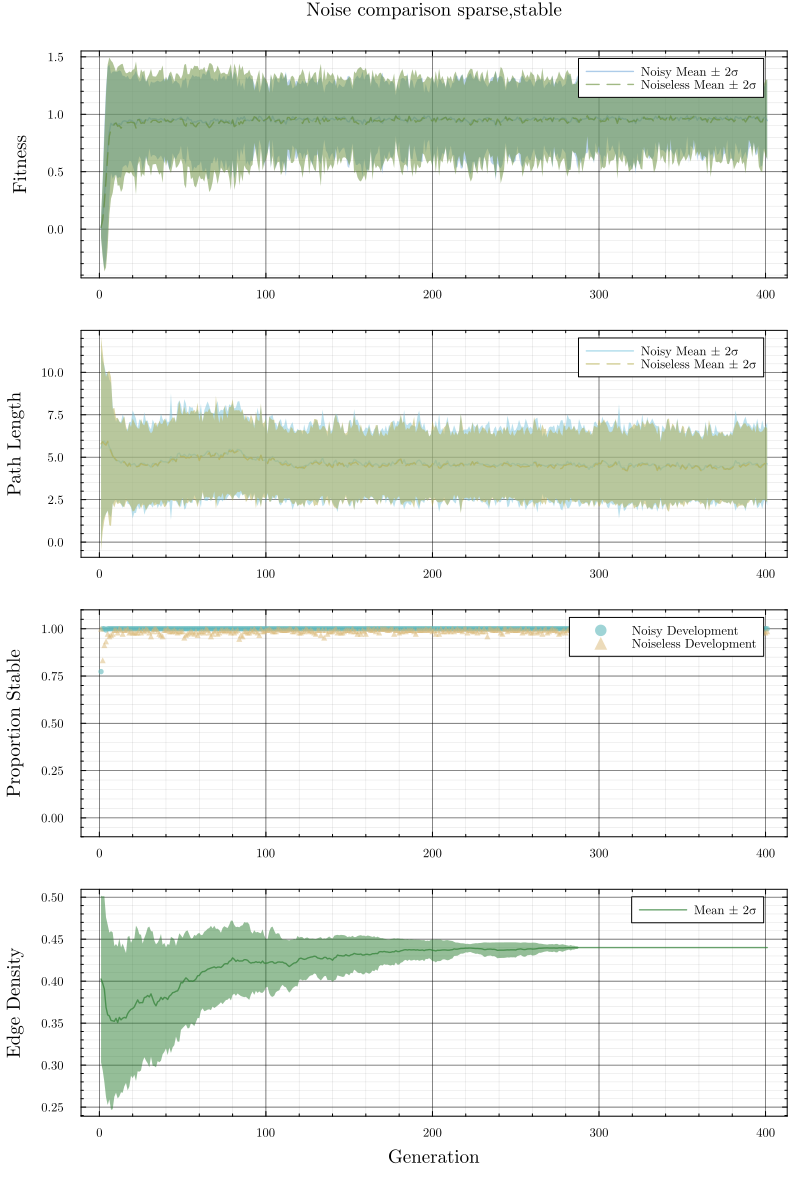 Noise comparison sparse,stable
1.5
1.0
0.5
0.0
Fitness
Noisy Mean ± 2σ
Noiseless Mean ± 2σ
0 100 200 300 400
10.0
7.5
5.0
2.5
0.0
Path Length
Noisy Mean ± 2σ
Noiseless Mean ± 2σ
0 100 200 300 400
1.00
0.75
0.50
0.25
0.00
Proportion Stable
Noisy Development
Noiseless Development
0 100 200 300 400
0.50
0.45
0.40
0.35
0.30
0.25
Edge Density
Mean ± 2σ
0 100 200 300 400
Generation